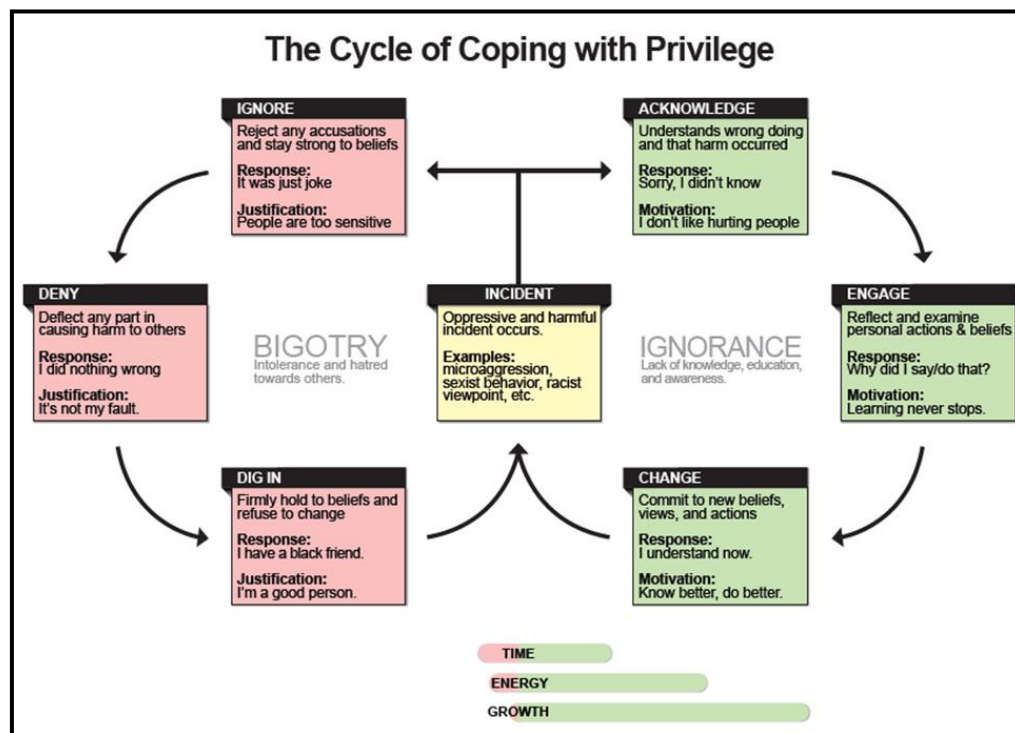 The Cycle of Coping with Privilege
IGNORE
Reject any accusations
and stay strong to beliefs
Response:
It was just joke
Justification:
People are too sensitive
ACKNOWLEDGE
Understands wrong doing
and that harm occurred
Response:
Sorry, I didn't know
Motivation:
I don't like hurting people
DENY
Deflect any part in
causing harm to others
Response:
I did nothing wrong
Justification:
It's not my fault.
BIGOTRY
Intolerance and hatred
towards others.
INCIDENT
Oppressive and harmful
incident occurs.
Examples:
microaggression,
sexist behavior, racist
viewpoint, etc.
IGNORANCE
Lack of knowledge, education,
and awareness.
ENGAGE
Reflect and examine
personal actions & beliefs
Response:
Why did I say/do that?
Motivation:
Learning never stops.
DIG IN
Firmly hold to beliefs and
refuse to change
Response:
I have a black friend.
Justification:
I'm a good person.
CHANGE
Commit to new beliefs,
views, and actions
Response:
I understand now.
Motivation:
Know better, do better.
TIME
ENERGY
GROWTH